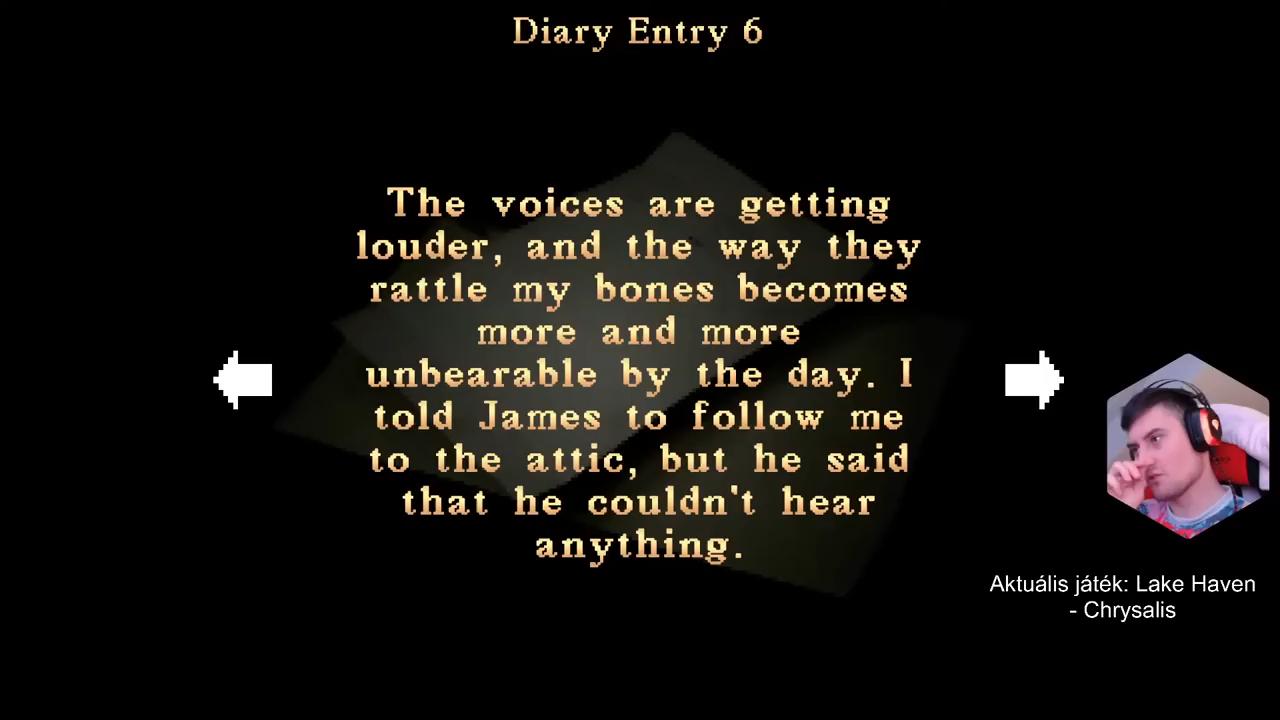 Diary Entry 6
The voices are getting
louder, and the way they
rattle my bones becomes
more and more
unbearable by the day. I
told James to follow me
to the attic, but he said
that he couldn't hear
anything.
Aktuális játék: Lake Haven
- Chrysalis